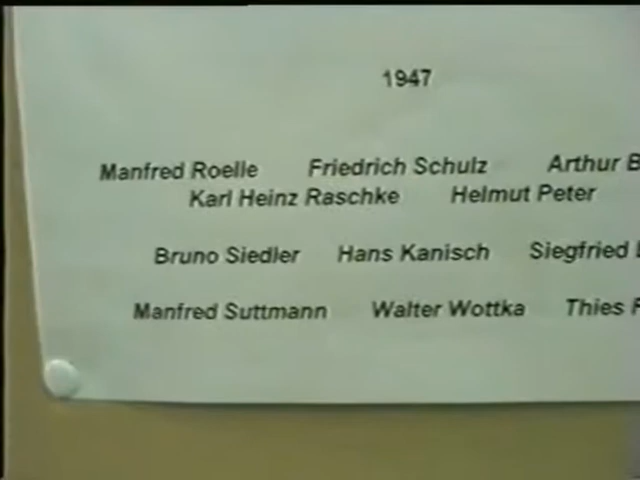 1947
Manfred Roelle Friedrich Schulz Arthur
Karl Heinz Raschke Helmut Peter
Bruno Siedler Hans Kanisch Siegfried
Manfred Suttmann Walter Wottka Thies